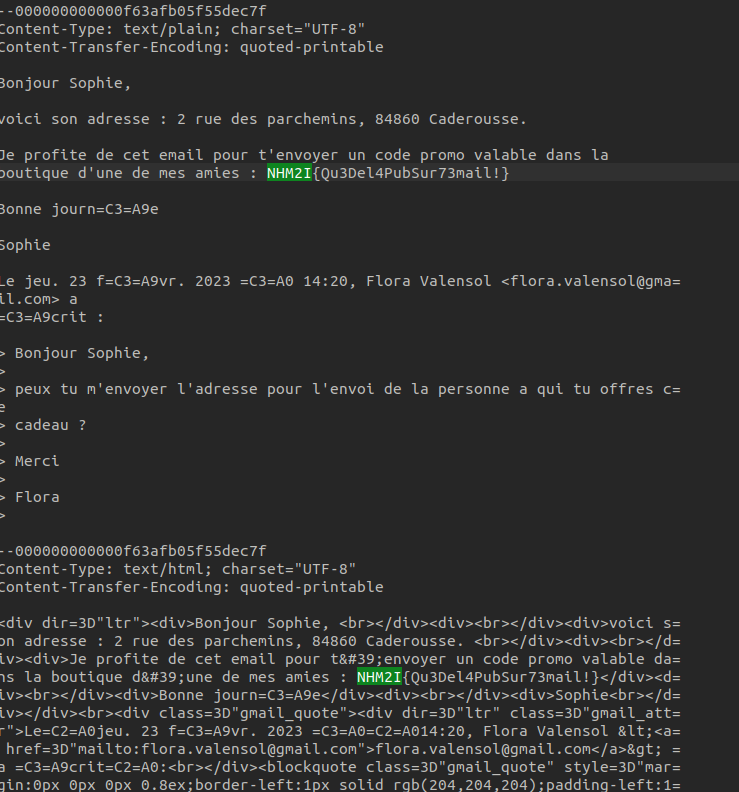 --000000000000f63afb05f55dec7f
Content-Type: text/plain; charset="UTF-8"
Content-Transfer-Encoding: quoted-printable
Bonjour Sophie,
voici son adresse : 2 rue des parchemins, 84860 Caderousse.
Je profite de cet email pour t'envoyer un code promo valable dans la
boutique d'une de mes amies : NHM2I{Qu3Del4PubSur73mail!}
Bonne journ=C3=A9e
Sophie
Le jeu. 23 f=C3=A9vr. 2023 =C3=A0 14:20, Flora Valensol <flora.valensol@gma=
il.com> a
=C3=A9crit :
> Bonjour Sophie,
>
> peux tu m'envoyer l'adresse pour l'envoi de la personne a qui tu offres c=
e
> cadeau ?
>
> Merci
>
> Flora
>
--000000000000f63afb05f55dec7f
Content-Type: text/html; charset="UTF-8"
Content-Transfer-Encoding: quoted-printable
<div dir=3D"ltr"><div>Bonjour Sophie, <br></div><div><br></div><div>voici s=
on adresse : 2 rue des parchemins, 84860 Caderousse. <br></div><div><br></d=
iv><div>Je profite de cet email pour t&#39;envoyer un code promo valable da=
ns la boutique d&#39;une de mes amies : NHM2I{Qu3Del4PubSur73mail!}</div><d=
iv><br></div><div>Bonne journ=C3=A9e</div><div><br></div><div>Sophie<br></d=
iv></div><br><div class=3D"gmail_quote"><div dir=3D"ltr" class=3D"gmail_att=
r">Le=C2=A0jeu. 23 f=C3=A9vr. 2023 =C3=A0=C2=A014:20, Flora Valensol &lt;<a=
 href=3D"mailto:flora.valensol@gmail.com">flora.valensol@gmail.com</a>&gt; =
a =C3=A9crit=C2=A0:<br></div><blockquote class=3D"gmail_quote" style=3D"mar=
gin:0px 0px 0px 0.8ex;border-left:1px solid rgb(204,204,204);padding-left:1=